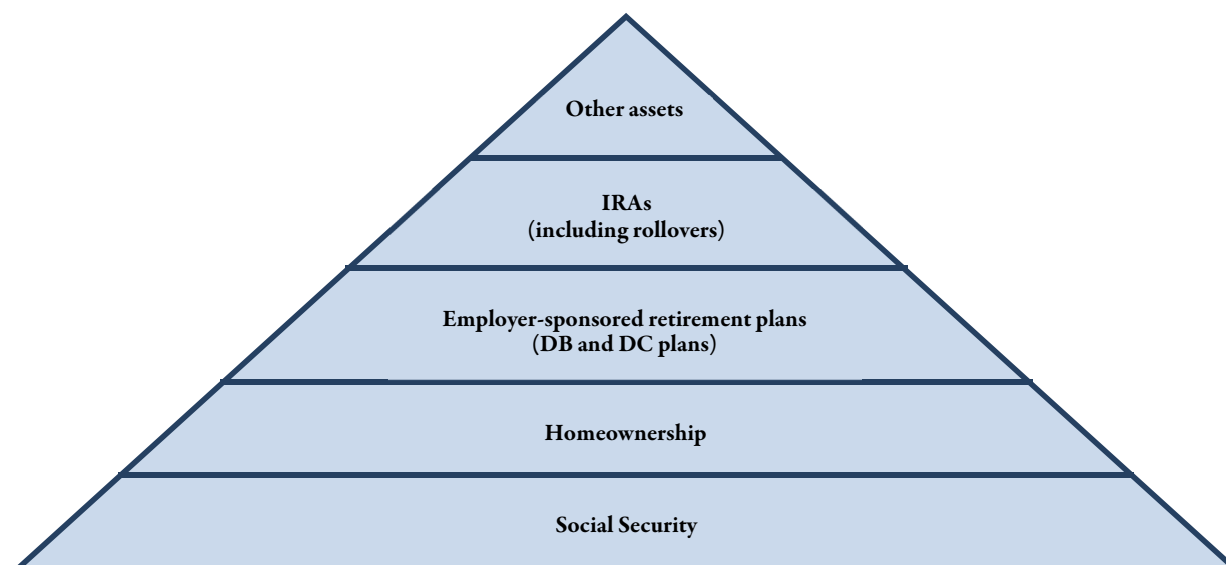 Other assets
IRAs
(including rollovers)
Employer-sponsored retirement plans
(DB and DC plans)
Homeownership
Social Security